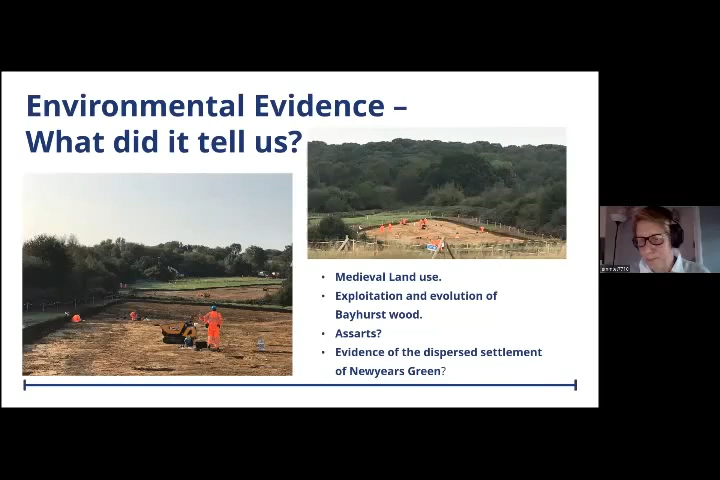 Environmental Evidence –
What did it tell us?
• Medieval Land use.
• Exploitation and evolution of
Bayhurst wood.
• Assarts?
• Evidence of the dispersed settlement
of Newyears Green?